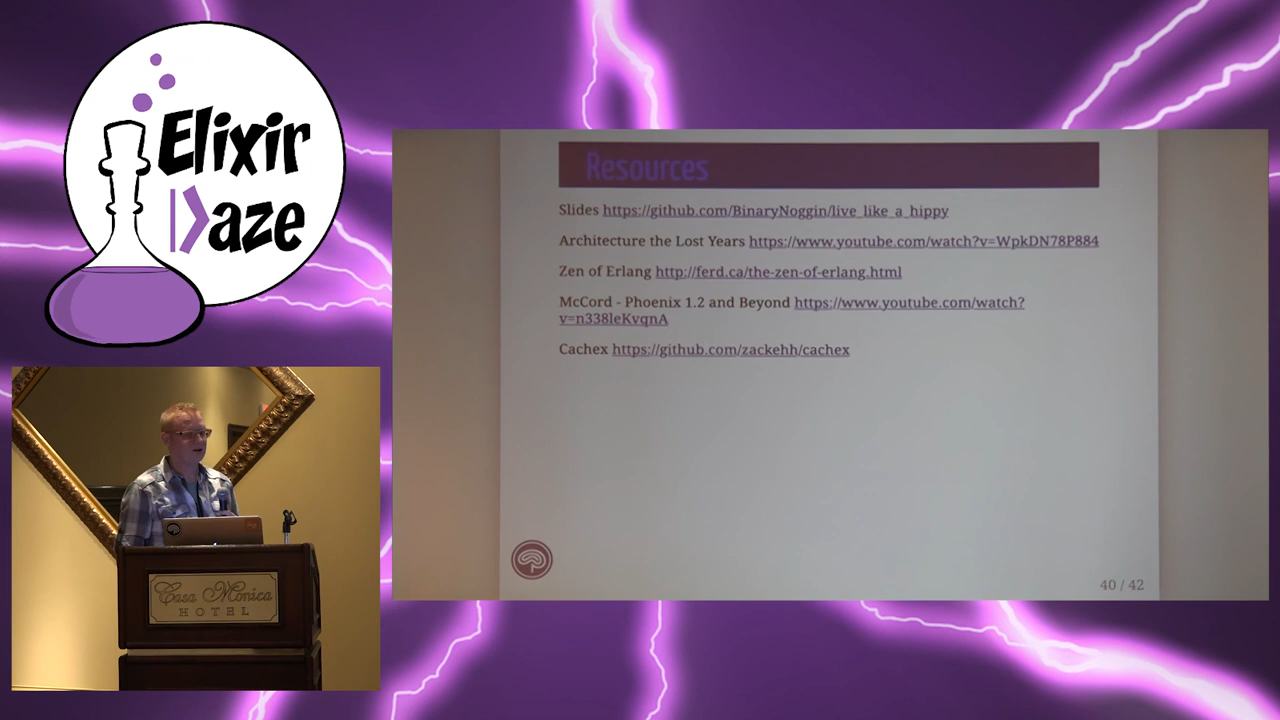 Elixir
Daze
Resources
Slides https://github.com/BinaryNoggin/live_like_a_hippy
Architecture the Lost Years https://www.youtube.com/watch?v=WpkDN78P884
Zen of Erlang http://ferd.ca/the-zen-of-erlang.html
McCord - Phoenix 1.2 and Beyond https://www.youtube.com/watch?
v=n338leKvqnA
Cachex https://github.com/zackehh/cachex
40 / 42
Casa Monica
HOTEL